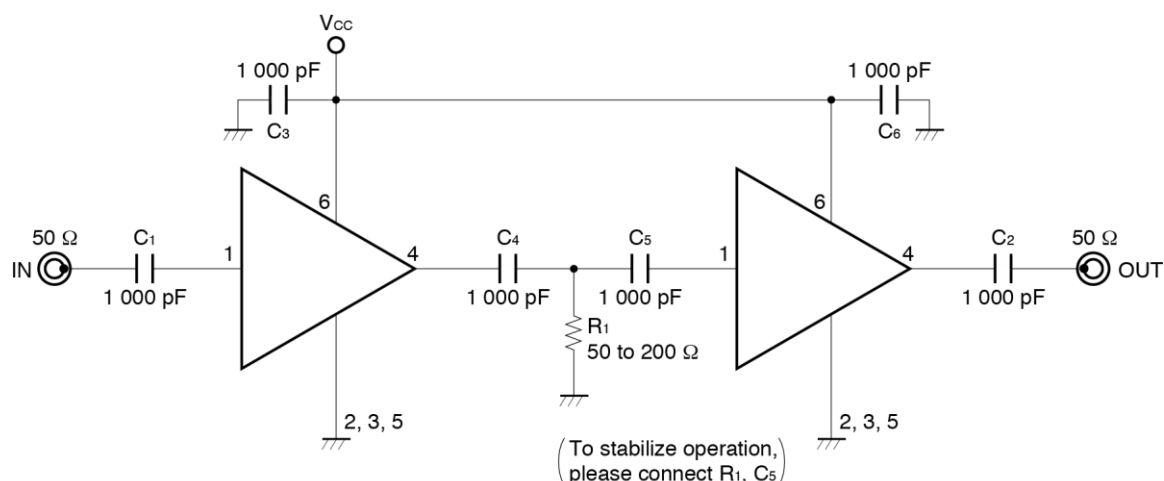 VCC
1 000 pF
C3
1 000 pF
C6
6
6
50 Ω
IN
C1
1 000 pF
1
4
C4
1 000 pF
C5
1 000 pF
1
4
C2
1 000 pF
50 Ω
OUT
R1
50 to 200 Ω
2, 3, 5
2, 3, 5
(To stabilize operation,
please connect R1, C5)